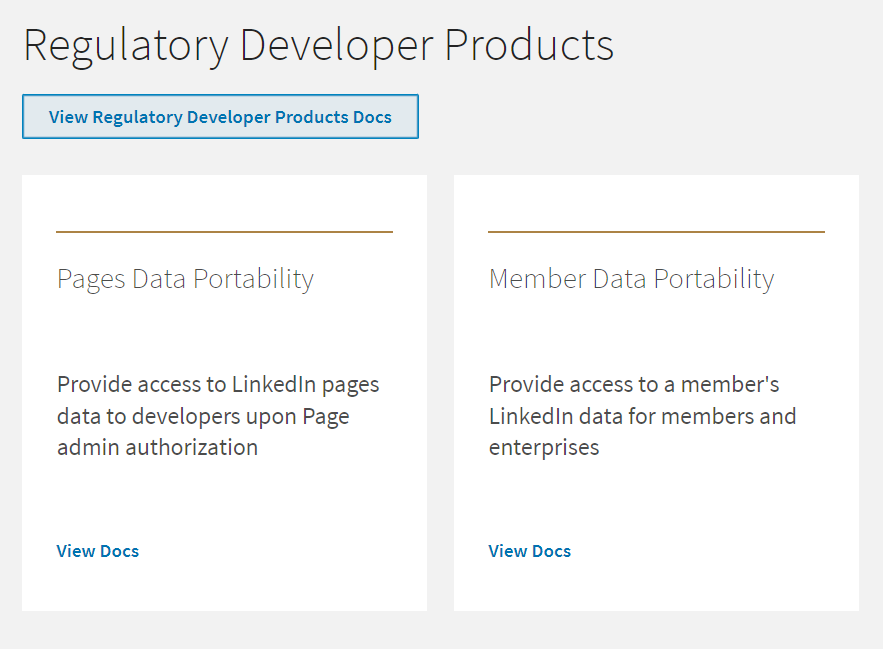 Regulatory Developer Products
View Regulatory Developer Products Docs
Pages Data Portability
Provide access to LinkedIn pages
data to developers upon Page
admin authorization
View Docs
Member Data Portability
Provide access to a member's
LinkedIn data for members and
enterprises
View Docs